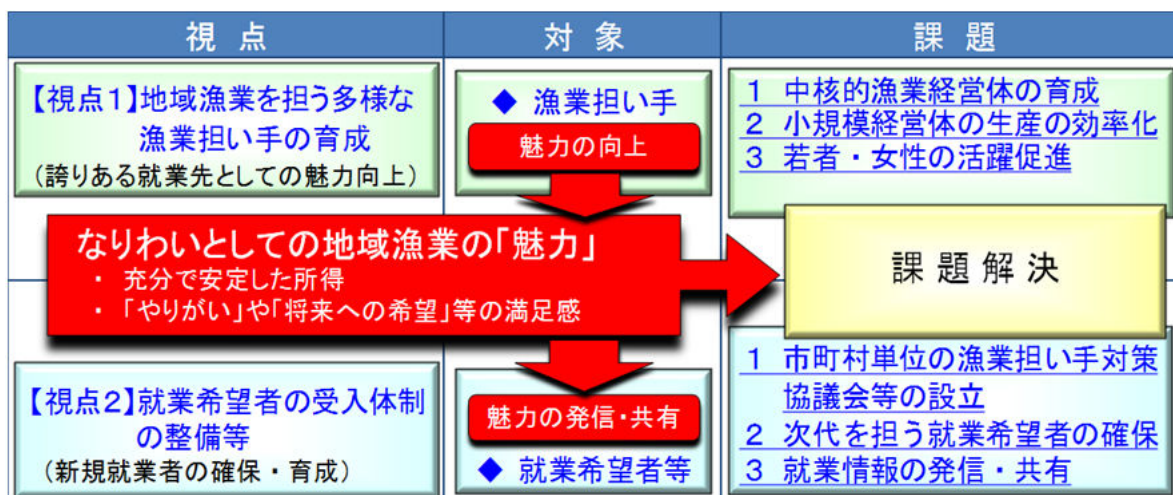 視 点
対 象
課 題
【視点１】地域漁業を担う多様な
漁業担い手の育成
（誇りある就業先としての魅力向上）
◆ 漁業担い手
魅力の向上
１ 中核的漁業経営体の育成
２ 小規模経営体の生産の効率化
３ 若者・女性の活躍促進
なりわいとしての地域漁業の「魅力」
・ 充分で安定した所得
・ 「やりがい」や「将来への希望」等の満足感
課 題 解 決
【視点２】就業希望者の受入体制
の整備等
（新規就業者の確保・育成）
魅力の発信・共有
◆ 就業希望者等
１ 市町村単位の漁業担い手対策
協議会等の設立
２ 次代を担う就業希望者の確保
３ 就業情報の発信・共有